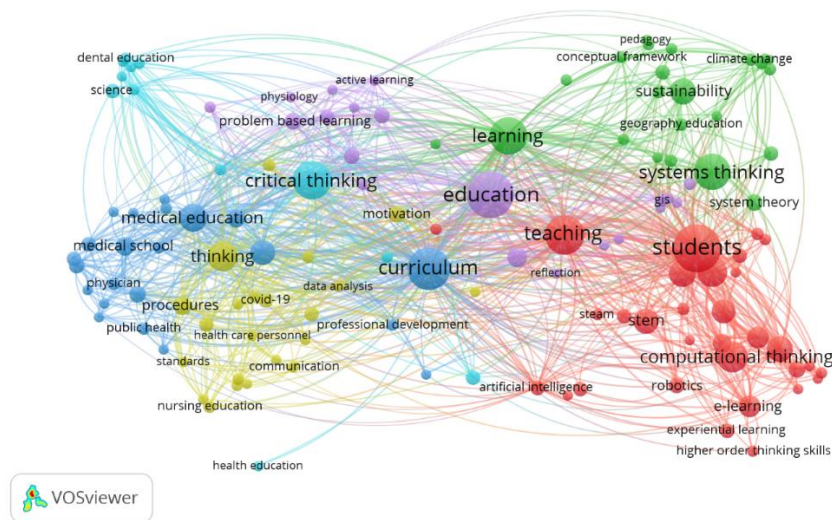 pedagogy
dental education
conceptual framework
climate change
active learning
science
physiology
sustainability
problem based learning
geography education
learning
critical thinking
systems thinking
education
gis
system theory
medical education
motivation
teaching
students
medical school
thinking
curriculum
reflection
physician
data analysis
procedures
covid-19
steam
stem
public health
health care personnel
professional development
standards
computational thinking
communication
artificial intelligence
robotics
nursing education
e-learning
experiential learning
higher order thinking skills
health education
VOSviewer